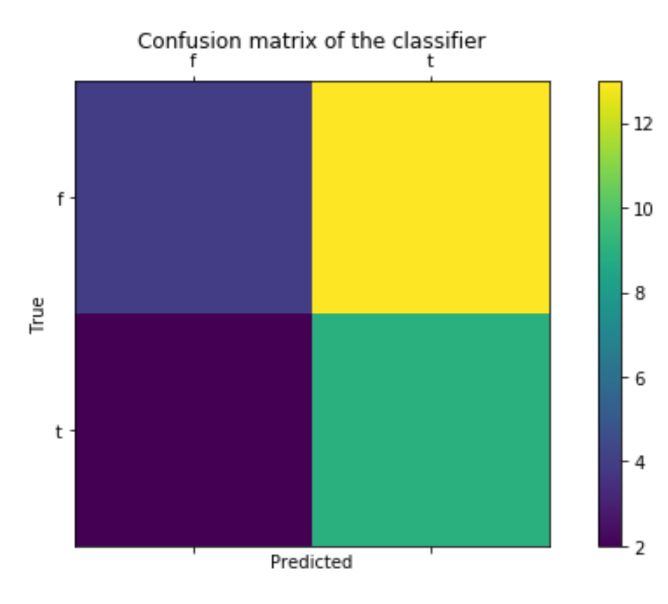 Confusion matrix of the classifier
f t
12
10
f
8
True
6
t
4
2
Predicted